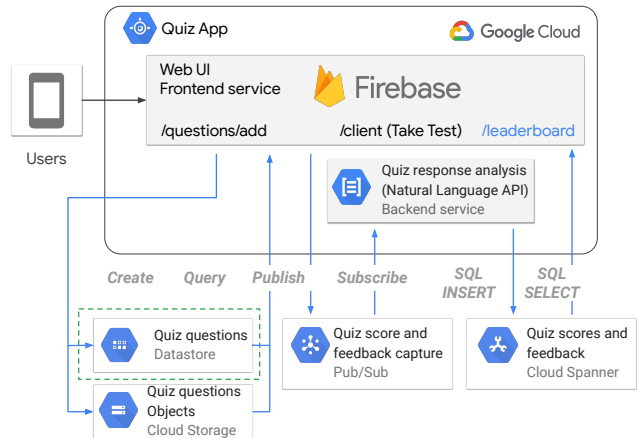 Quiz App
Google Cloud
Web UI
Frontend service
Firebase
/questions/add
/client (Take Test)
/leaderboard
Users
Quiz response analysis
(Natural Language API)
Backend service
Create
Query
Publish
Subscribe
SQL
INSERT
SQL
SELECT
Quiz questions
Datastore
Quiz score and
feedback capture
Pub/Sub
Quiz scores and
feedback
Cloud Spanner
Quiz questions
Objects
Cloud Storage